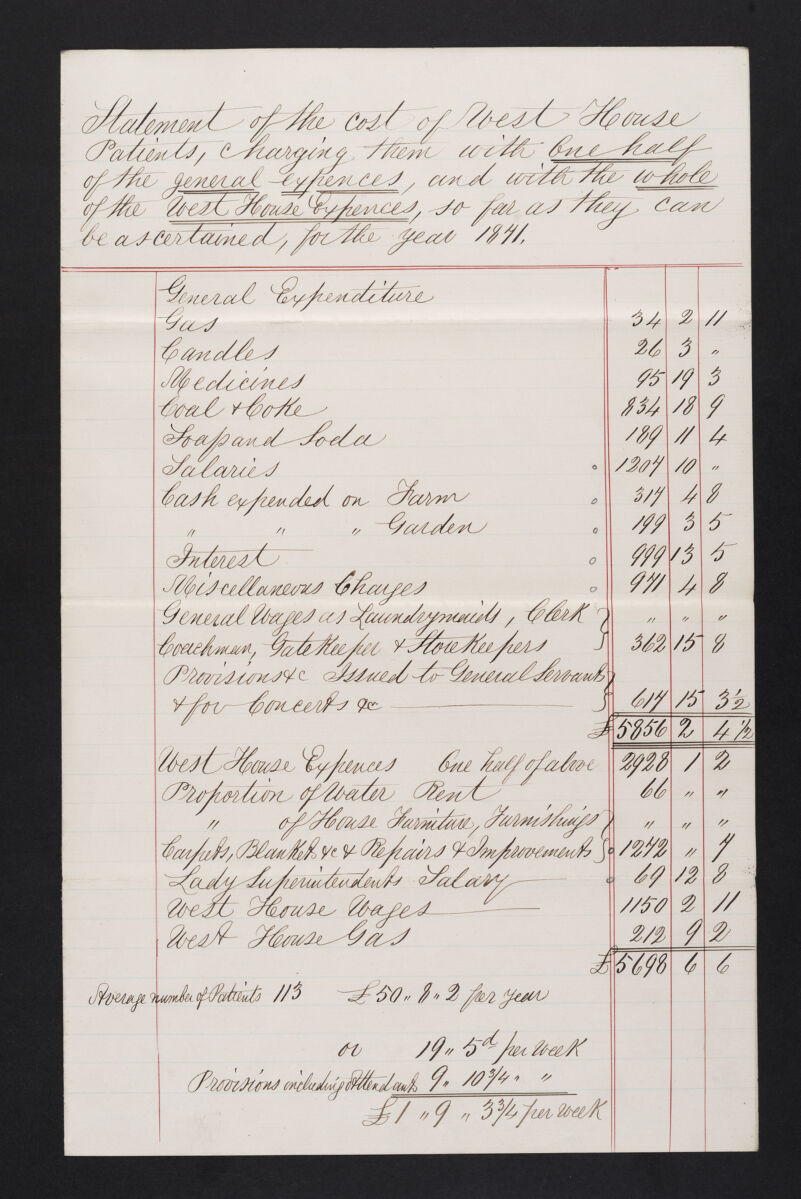 Statement of the cost of West House
Patients, charging them with One half
of the general expences, and with the whole
of the West House Expences, so far as they can
be ascertained, for the year 1871.
General Expenditure
Gas 34 2 11
Candles 26 3 "
Medicines 95 19 3
Coal & Coke 834 18 9
Soap and Soda 189 11 4
Salaries 1207 10 "
Cash expended on Farm 317 4 8
" " " Garden 199 3 5
Interest 999 13 5
Miscellaneous Charges 971 4 8
General Wages as Laundrymaids, Clerk " " "
Coachman, Gatekeeper & Storekeepers 362 15 8
Provisions &c Issued to General Servants
& for Concerts &c 617 15 3½
£5856 2 4½
West House Expences One half of above 2928 1 2
Proportion of Water Rent 66 " "
" of House Furniture, Furnishings " " "
Carpets, Blankets &c & Repairs & Improvements 1272 " 7
Lady Superintendents Salary 69 12 8
West House Wages 1150 2 11
West House Gas 212 9 2
£5698 6 6
Average number of Patients 113 £50 " 8 " 2 per year
or 19 " 5d per week
Provisions including attendants 9 " 10¾ " "
£1 " 9 " 3¾ per week